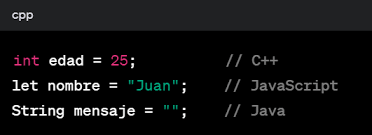 cpp
int edad = 25;          // C++
let nombre = "Juan";    // JavaScript
String mensaje = "";    // Java